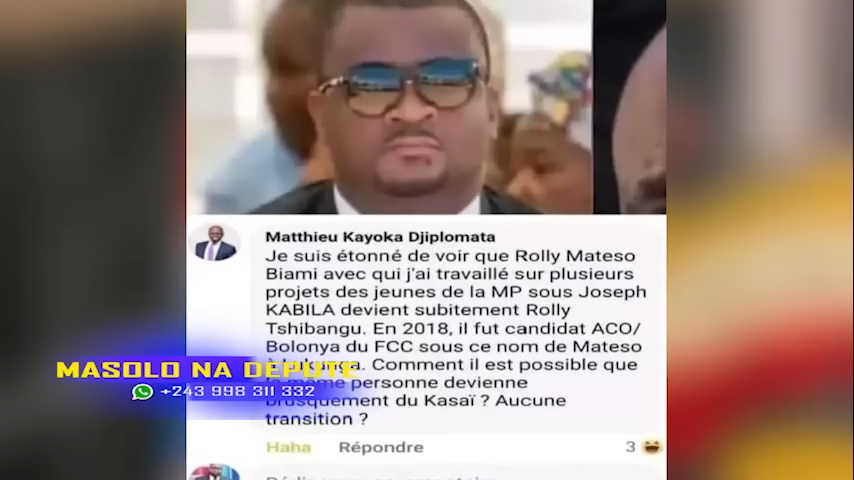 Matthieu Kayoka Djiplomata
Je suis étonné de voir que Rolly Mateso
Biami avec qui j'ai travaillé sur plusieurs
projets des jeunes de la MP sous Joseph
KABILA devient subitement Rolly
Tshibangu. En 2018, il fut candidat ACO/
Bolonya du FCC sous ce nom de Mateso
Comment il est possible que
personne devienne
brusquement du Kasaï ? Aucune
transition ?
Haha Répondre 3
MASOLO NA DEPUTE
+243 998 311 332